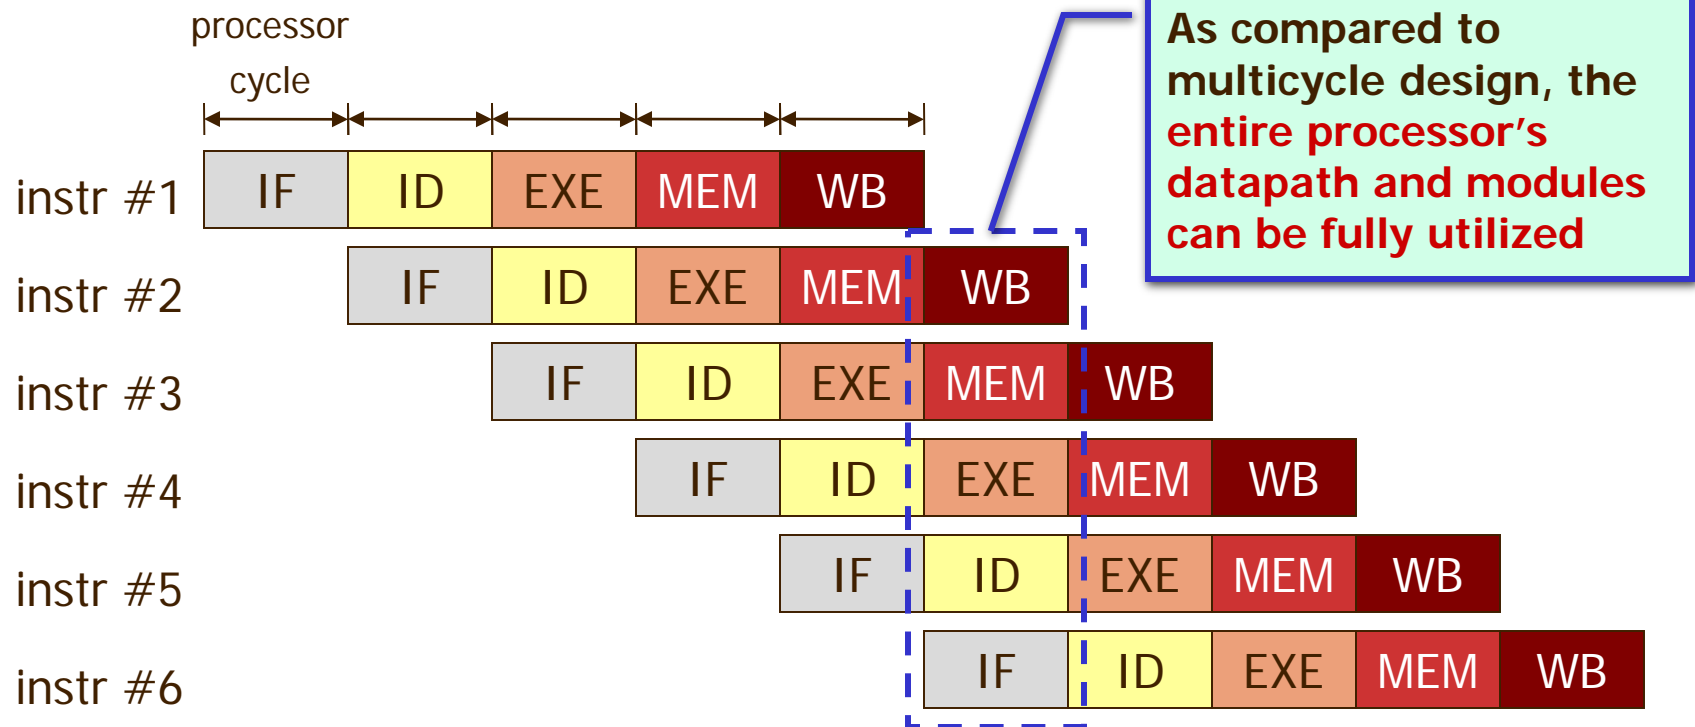 processor
cycle
As compared to
multicycle design, the
entire processor's
datapath and modules
can be fully utilized
instr #1 IF ID EXE MEM WB
instr #2 IF ID EXE MEM WB
instr #3 IF ID EXE MEM WB
instr #4 IF ID EXE MEM WB
instr #5 IF ID EXE MEM WB
instr #6 IF ID EXE MEM WB